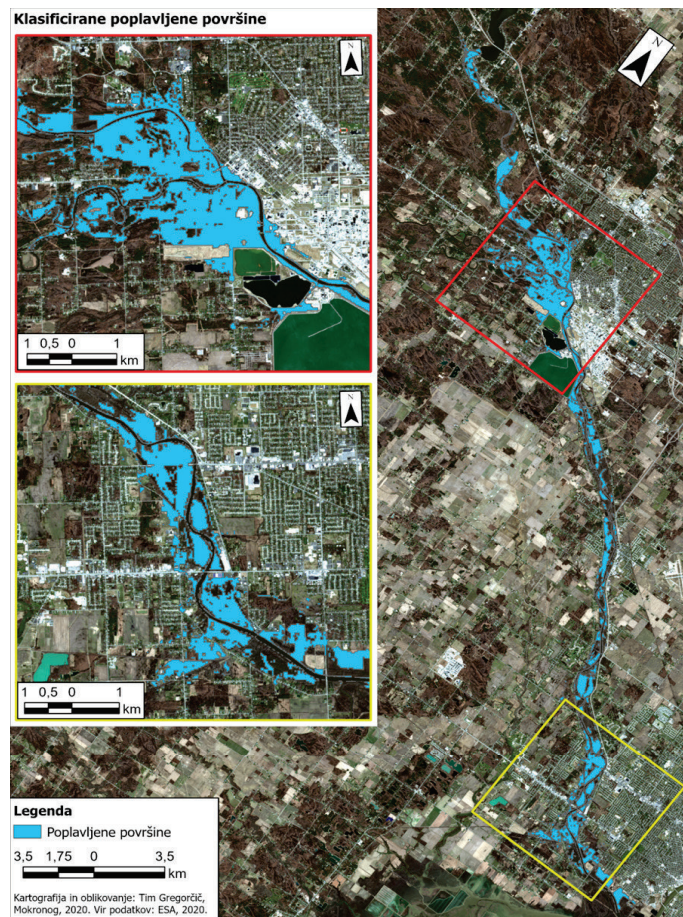 Klasificirane poplavljene površine
N
N
1 0,5 0 1
km
N
1 0,5 0 1
km
Legenda
Poplavljene površine
3,5 1,75 0 3,5
km
Kartografija in oblikovanje: Tim Gregorčič,
Mokronog, 2020. Vir podatkov: ESA, 2020.